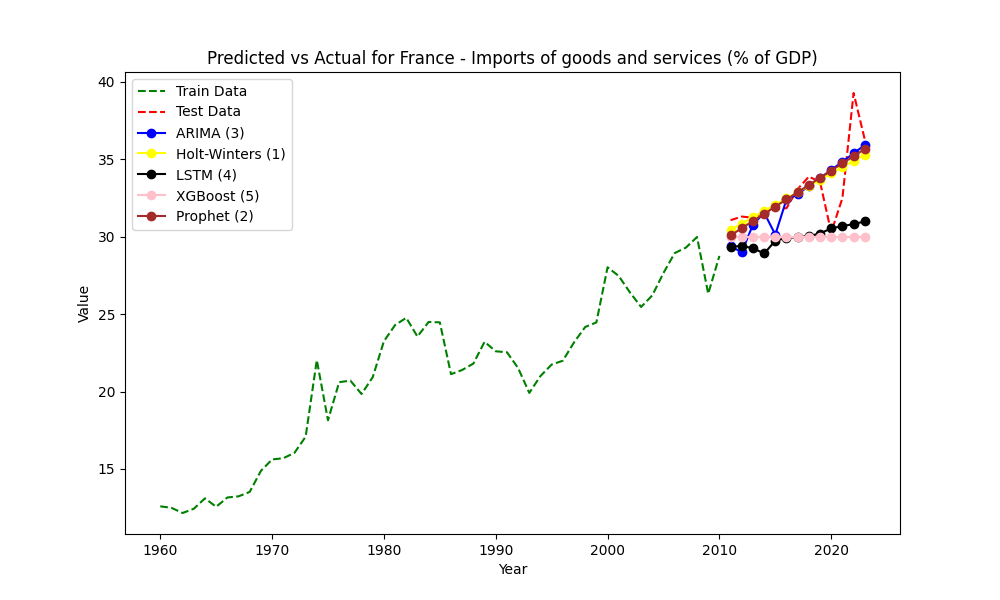 Predicted vs Actual for France - Imports of goods and services (% of GDP)
Train Data
Test Data
ARIMA (3)
Holt-Winters (1)
LSTM (4)
XGBoost (5)
Prophet (2)
Value
40
35
30
25
20
15
1960 1970 1980 1990 2000 2010 2020
Year